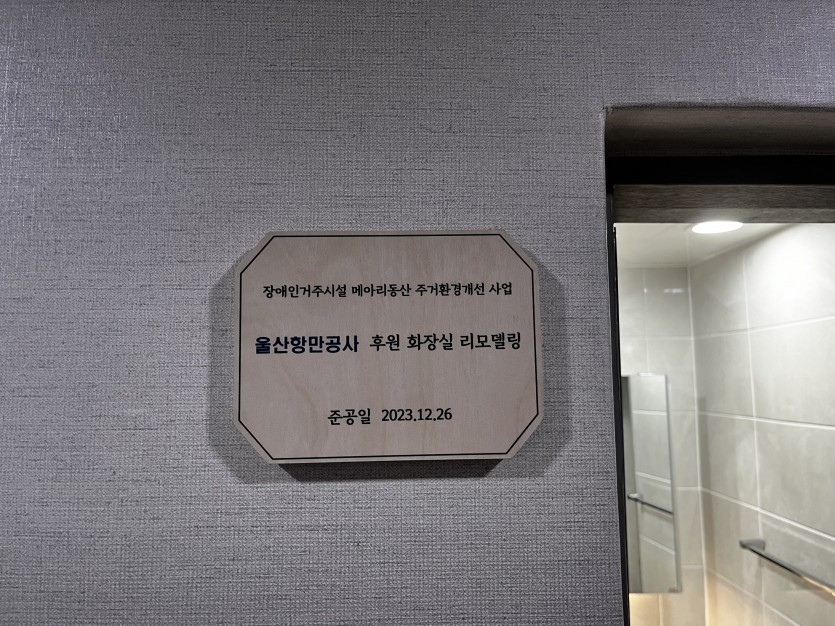 장애인거주시설 메아리동산 주거환경개선 사업
울산항만공사 후원 화장실 리모델링
준공일 2023.12.26